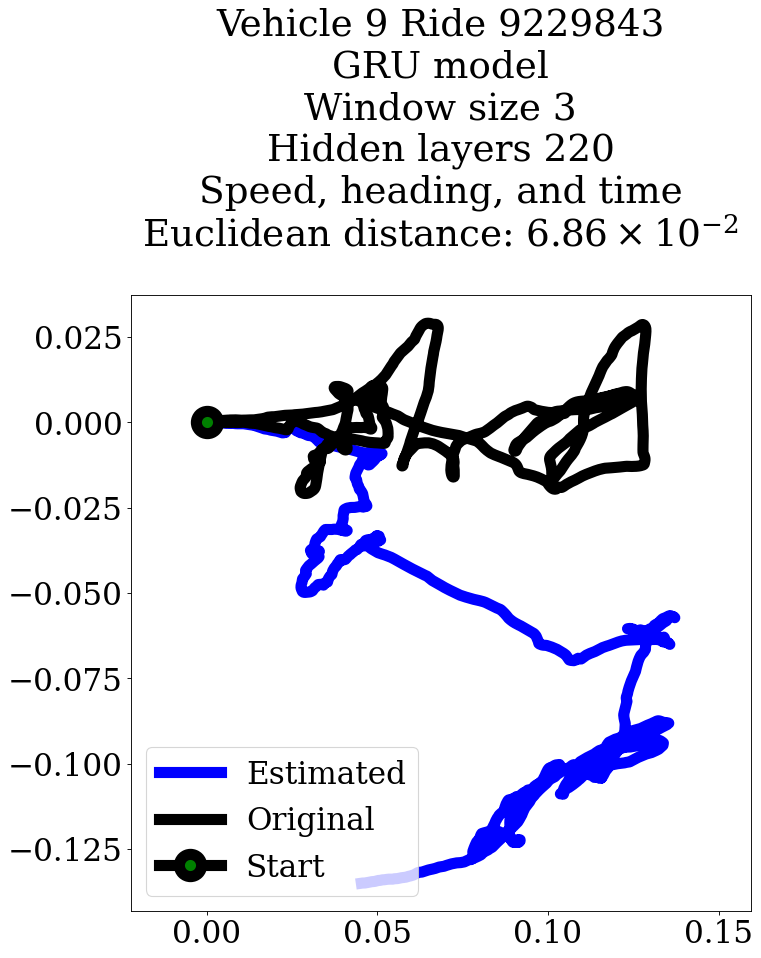 Vehicle 9 Ride 9229843
GRU model
Window size 3
Hidden layers 220
Speed, heading, and time
Euclidean distance: 6.86 × 10⁻²
0.025
0.000
−0.025
−0.050
−0.075
−0.100
−0.125
Estimated
Original
Start
0.00 0.05 0.10 0.15